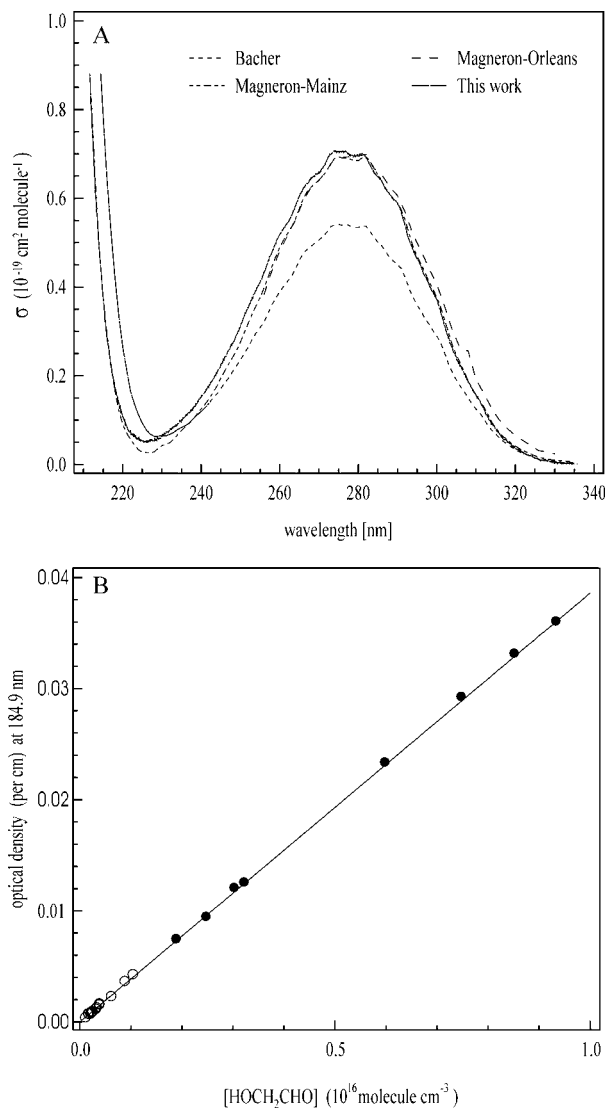 A
Bacher
Magneron-Orleans
Magneron-Mainz
This work
1.0
0.8
0.6
0.4
0.2
0.0
σ (10⁻¹⁹ cm² molecule⁻¹)
220 240 260 280 300 320 340
wavelength [nm]
B
0.04
0.03
0.02
0.01
0.00
optical density (per cm) at 184.9 nm
0.0 0.5 1.0
[HOCH₂CHO] (10¹⁶ molecule cm⁻³)